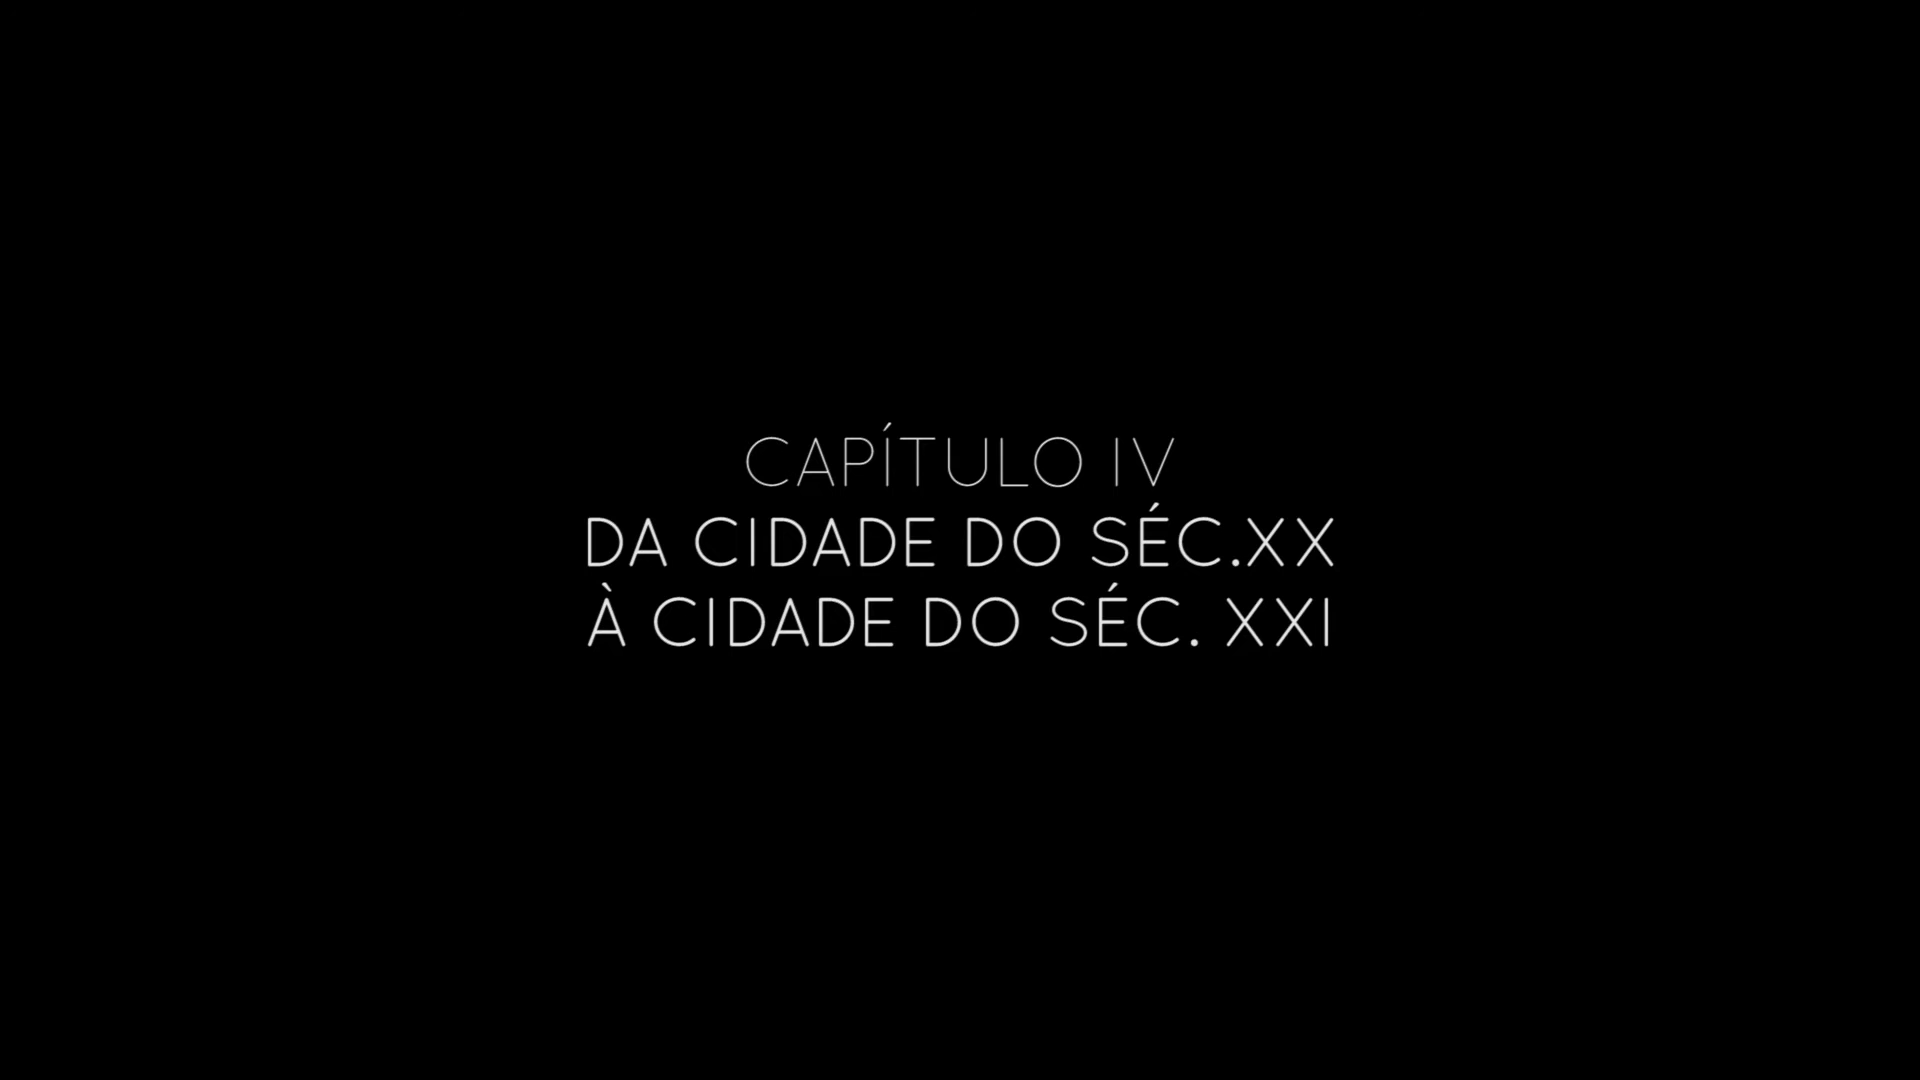 CAPÍTULO IV
DA CIDADE DO SÉC.XX
À CIDADE DO SÉC. XXI